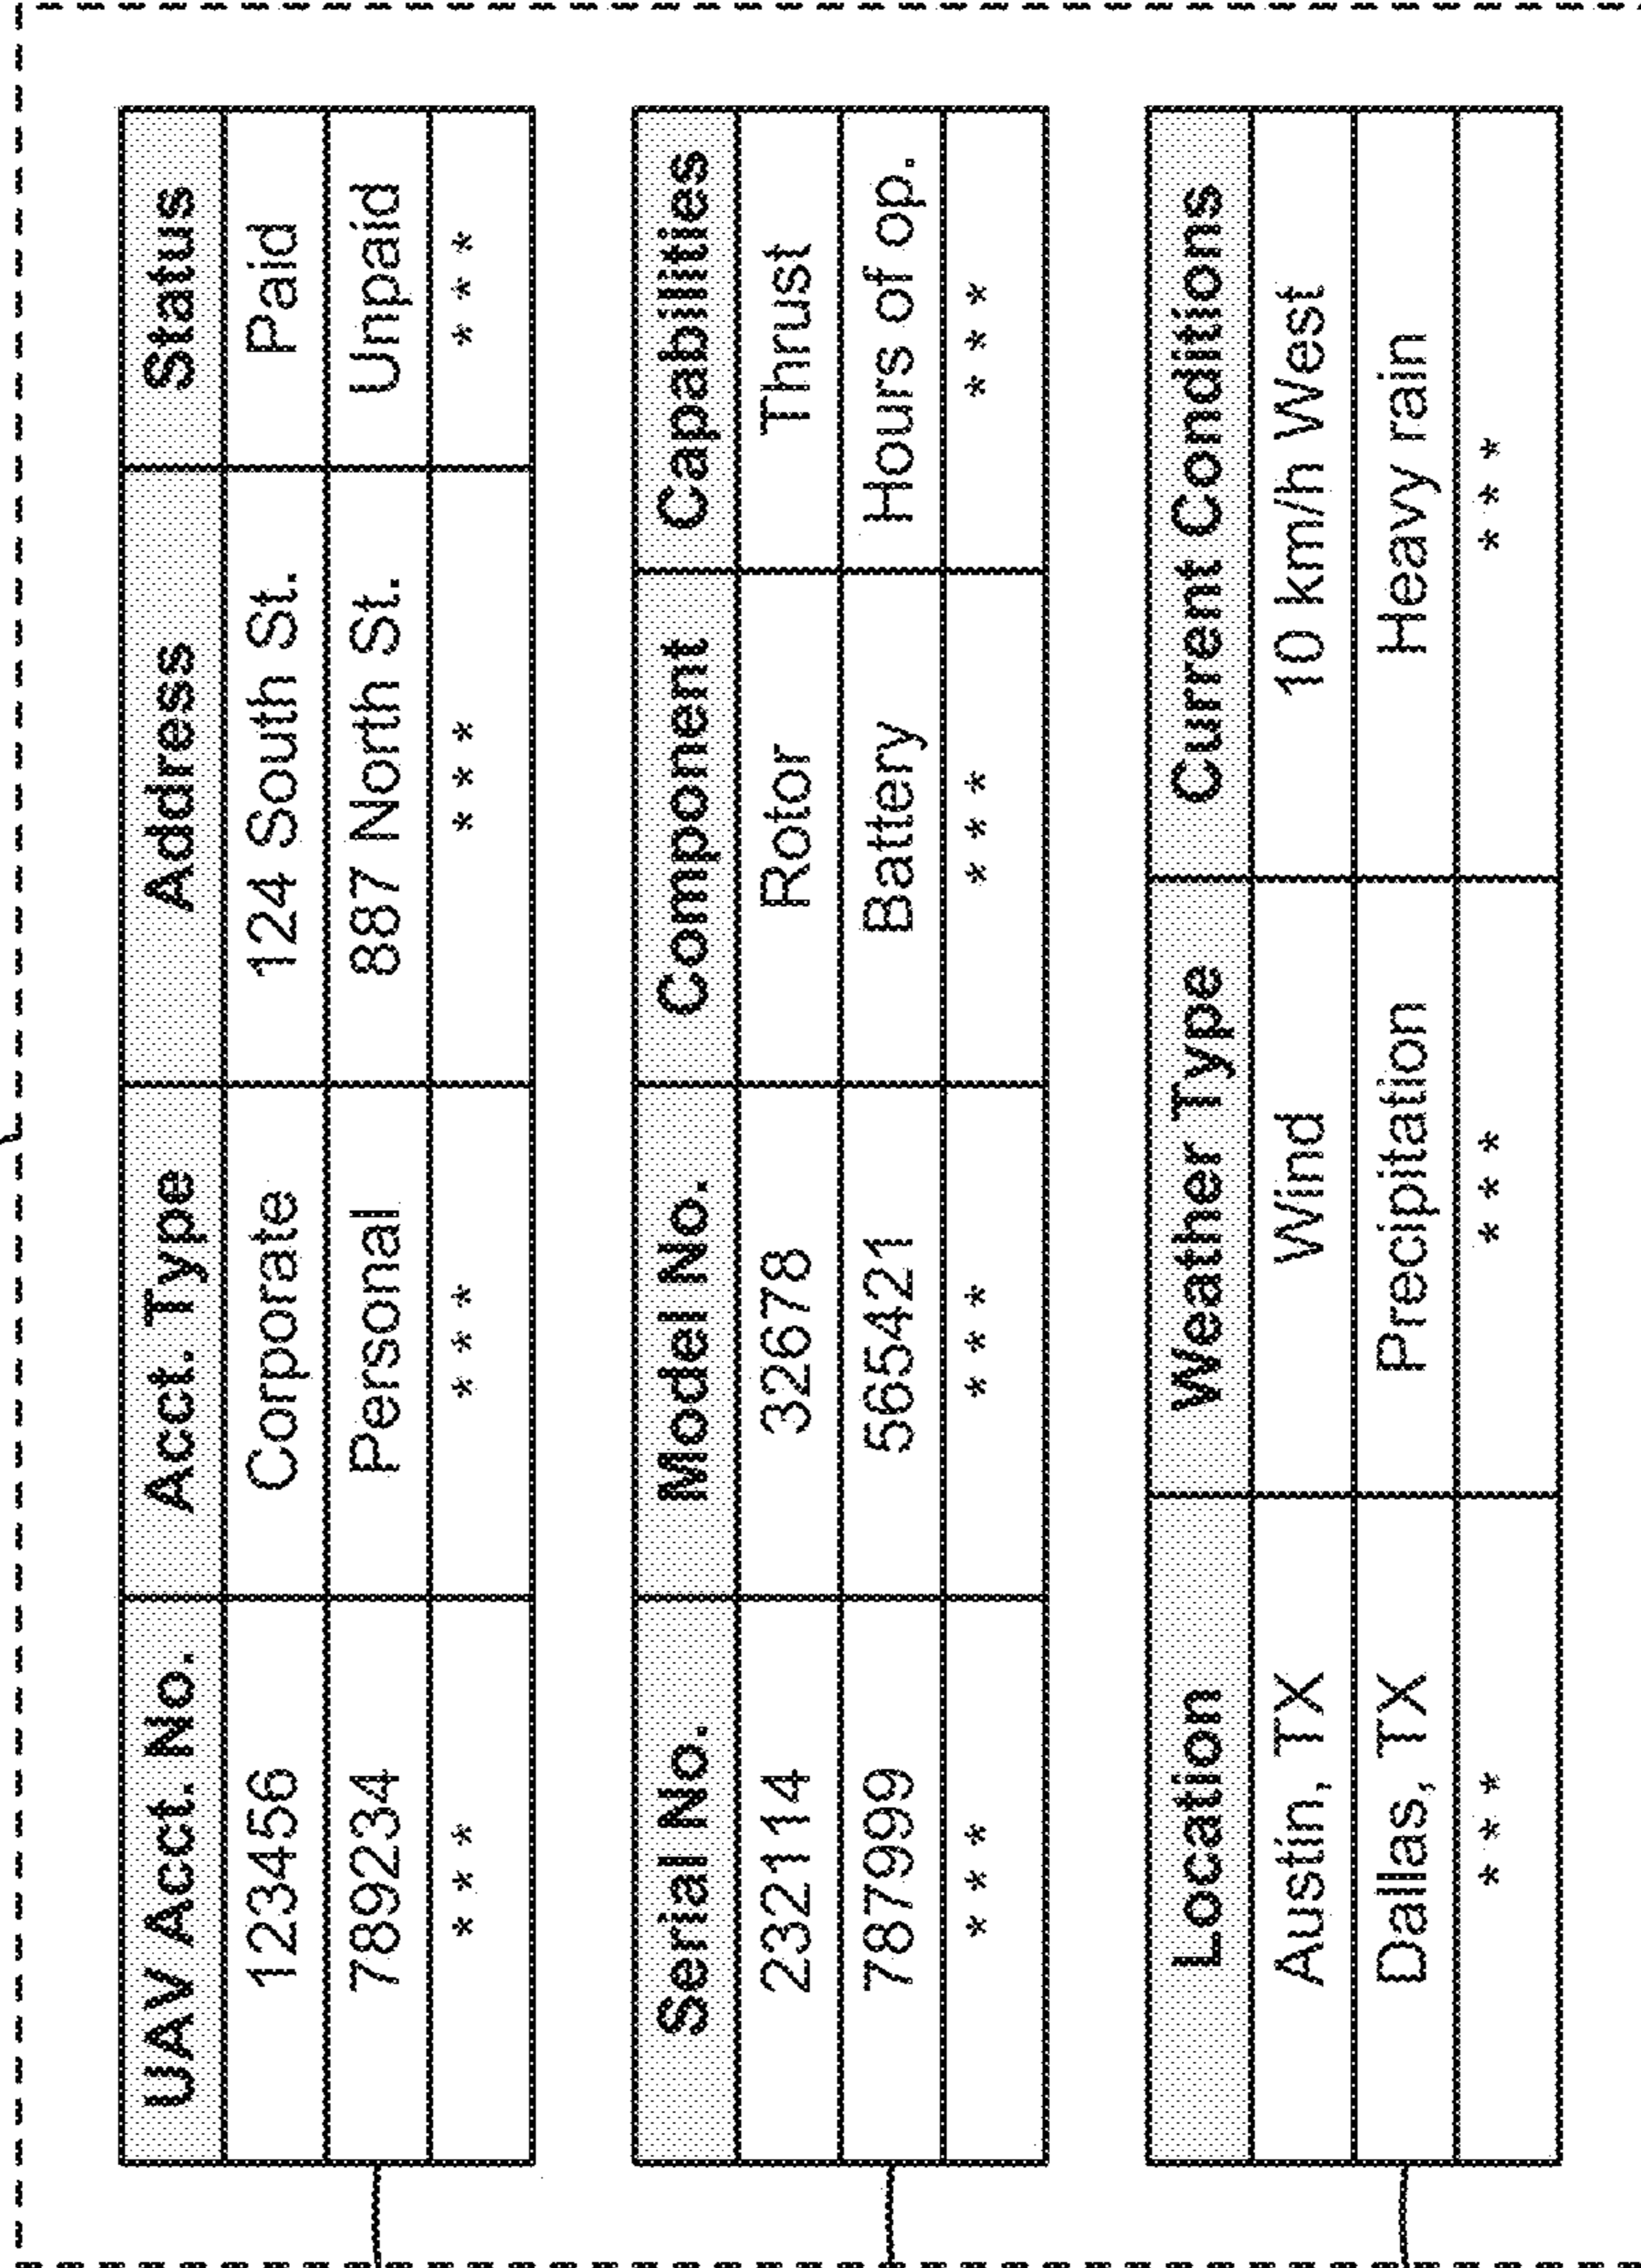 UAV Acct. No. Acct. Type Address Status
123456 Corporate 124 South St. Paid
789234 Personal 887 North St. Unpaid
*** *** *** ***
Serial No. Model No. Component Capabilities
232114 32678 Rotor Thrust
787999 565421 Battery Hours of op.
*** *** *** ***
Location Weather Type Current Conditions
Austin, TX Wind 10 km/h West
Dallas, TX Precipitation Heavy rain
*** *** ***